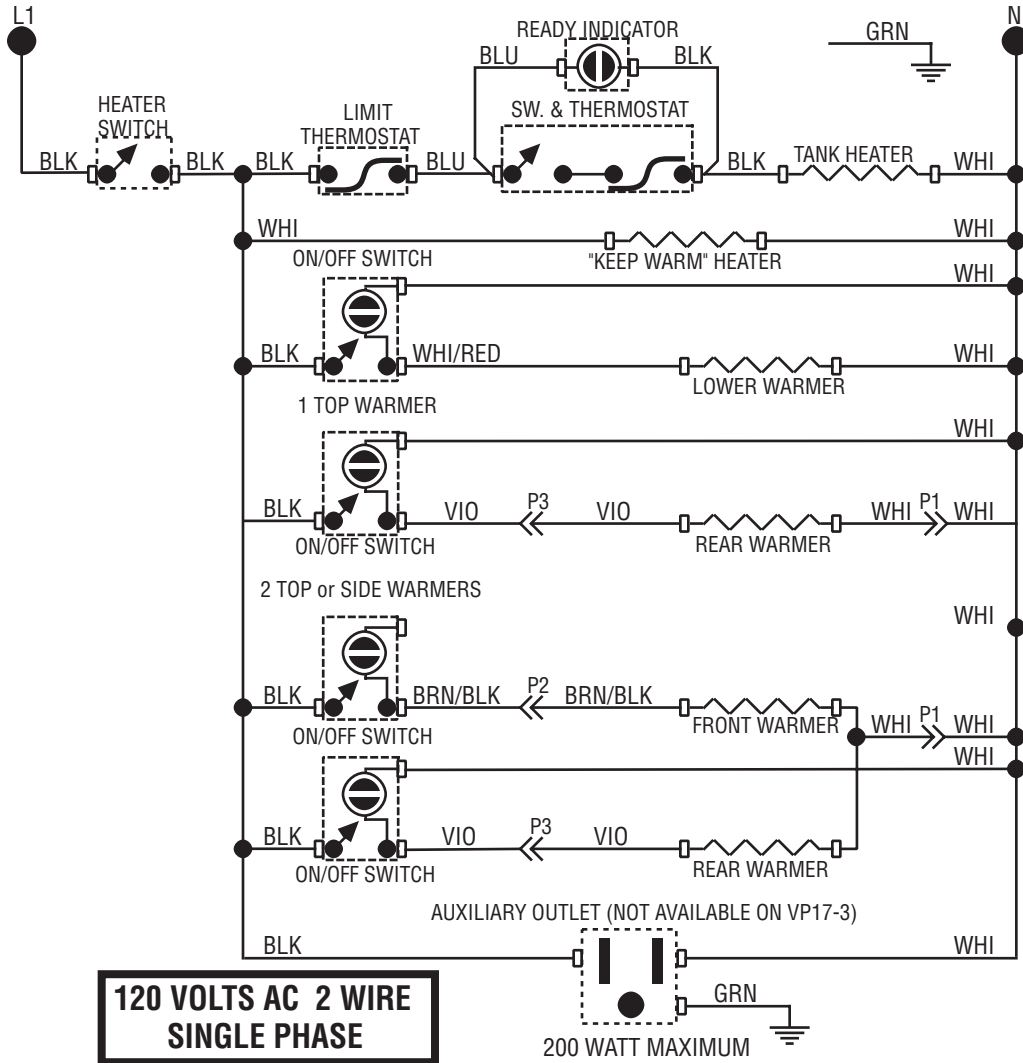 L1
N
READY INDICATOR
GRN
BLU
BLK
HEATER
SWITCH
LIMIT
THERMOSTAT
SW. & THERMOSTAT
BLK
BLK
BLK
BLU
BLK
TANK HEATER
WHI
WHI
"KEEP WARM" HEATER
WHI
ON/OFF SWITCH
WHI
BLK
WHI/RED
LOWER WARMER
WHI
1 TOP WARMER
WHI
BLK
VIO
P3
VIO
REAR WARMER
WHI
P1
WHI
ON/OFF SWITCH
2 TOP or SIDE WARMERS
WHI
BLK
BRN/BLK
P2
BRN/BLK
FRONT WARMER
WHI
P1
WHI
ON/OFF SWITCH
WHI
BLK
VIO
P3
VIO
REAR WARMER
ON/OFF SWITCH
AUXILIARY OUTLET (NOT AVAILABLE ON VP17-3)
BLK
WHI
GRN
120 VOLTS AC 2 WIRE
SINGLE PHASE
200 WATT MAXIMUM